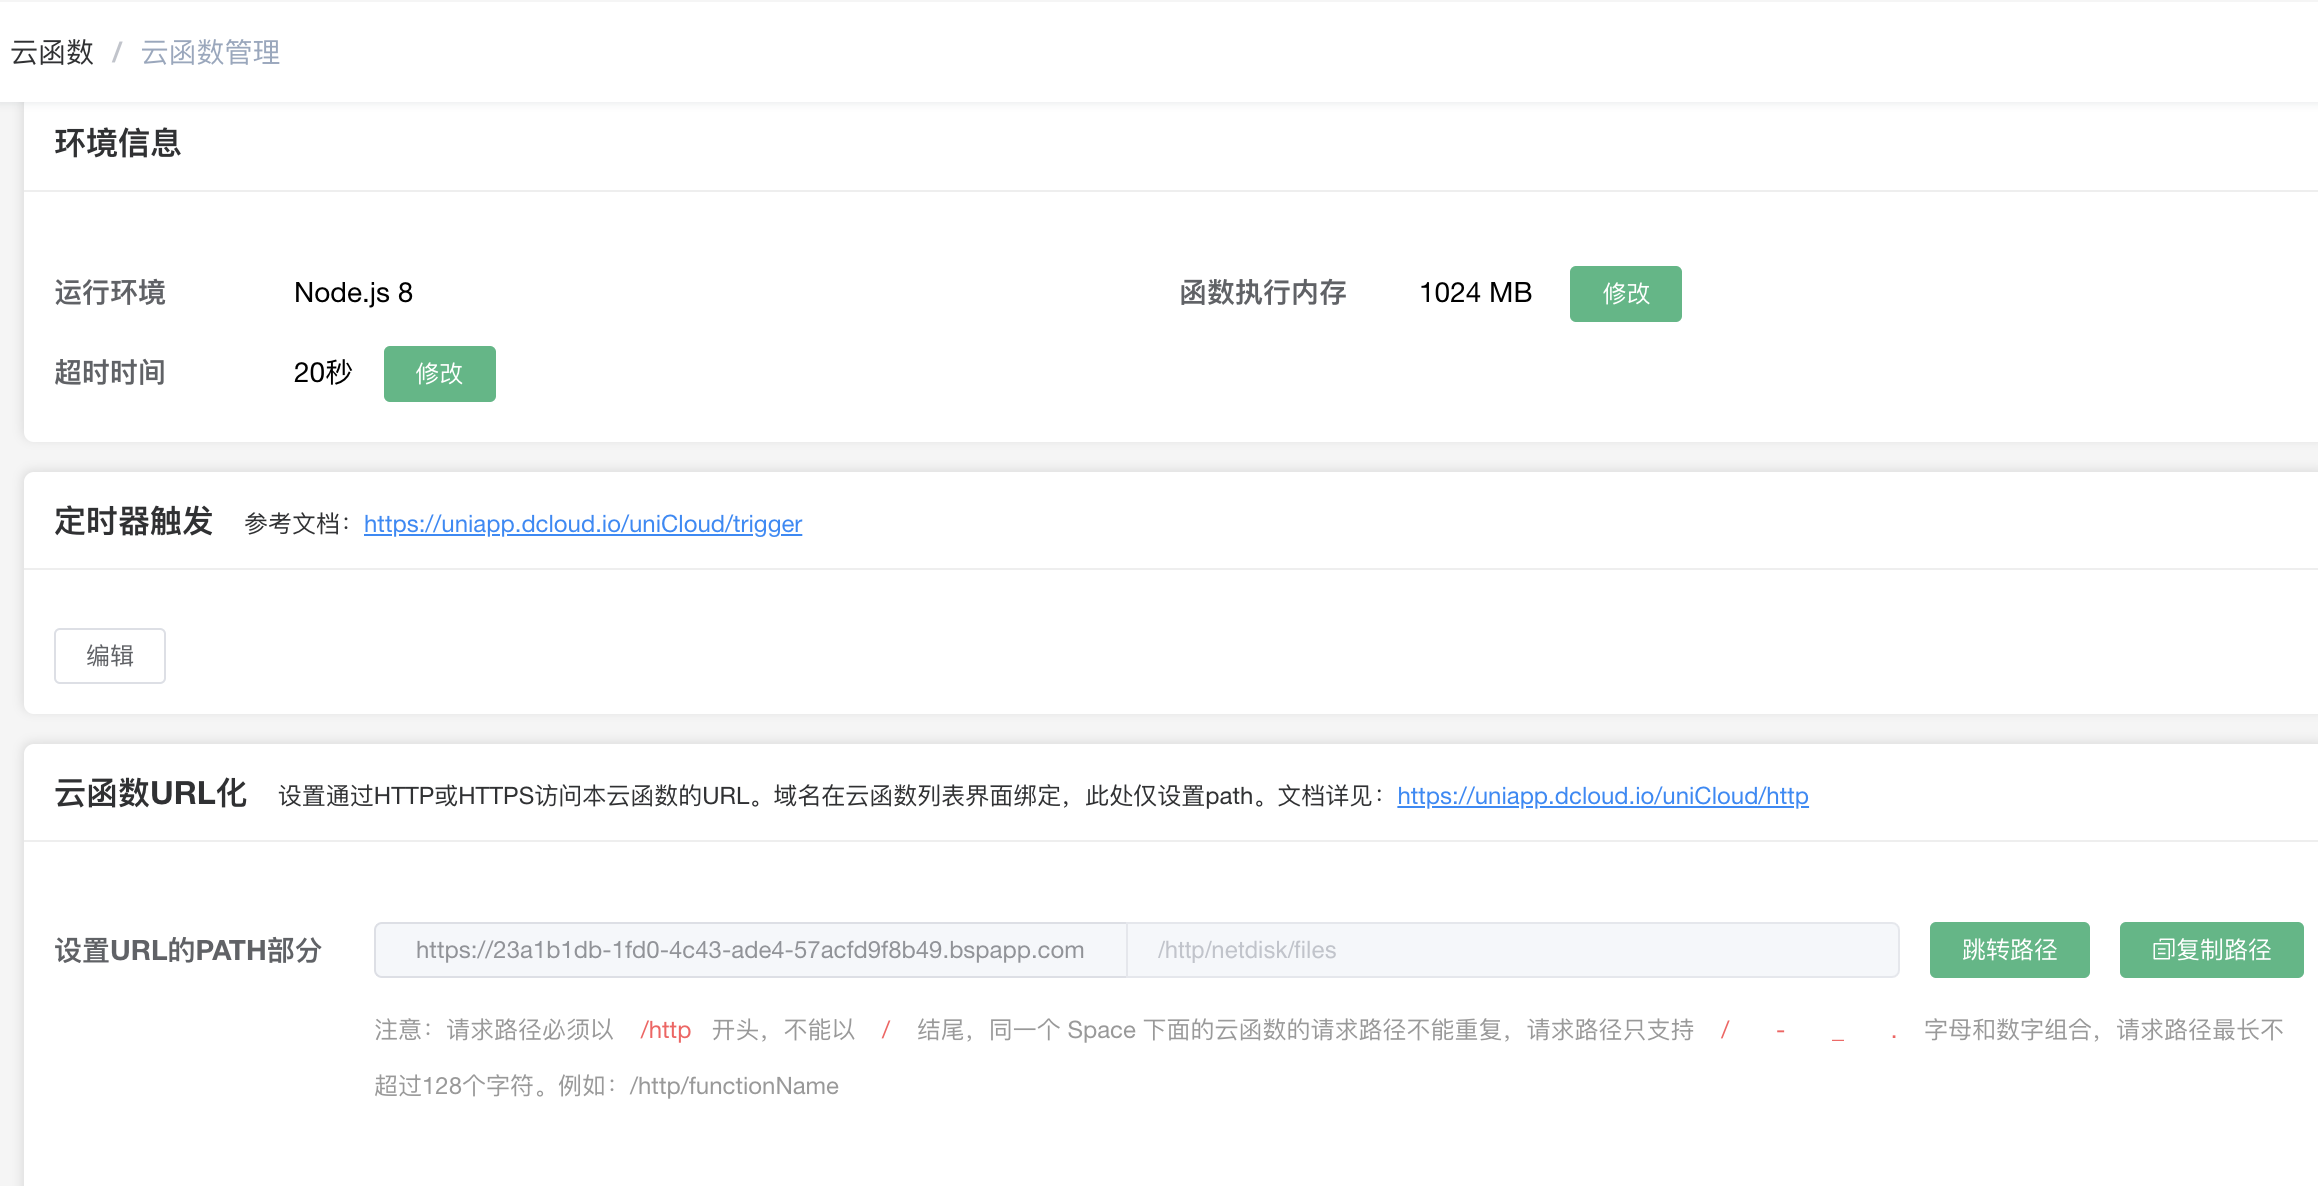 云函数 / 云函数管理
环境信息
运行环境 Node.js 8 函数执行内存 1024 MB 修改
超时时间 20秒 修改
定时器触发 参考文档：https://uniapp.dcloud.io/uniCloud/trigger
编辑
云函数URL化 设置通过HTTP或HTTPS访问本云函数的URL。域名在云函数列表界面绑定，此处仅设置path。文档详见：https://uniapp.dcloud.io/uniCloud/http
设置URL的PATH部分 https://23a1b1db-1fd0-4c43-ade4-57acfd9f8b49.bspapp.com /http/netdisk/files 跳转路径 复制路径
注意：请求路径必须以 /http 开头，不能以 / 结尾，同一个 Space 下面的云函数的请求路径不能重复，请求路径只支持 / - _ . 字母和数字组合，请求路径最长不
超过128个字符。例如：/http/functionName